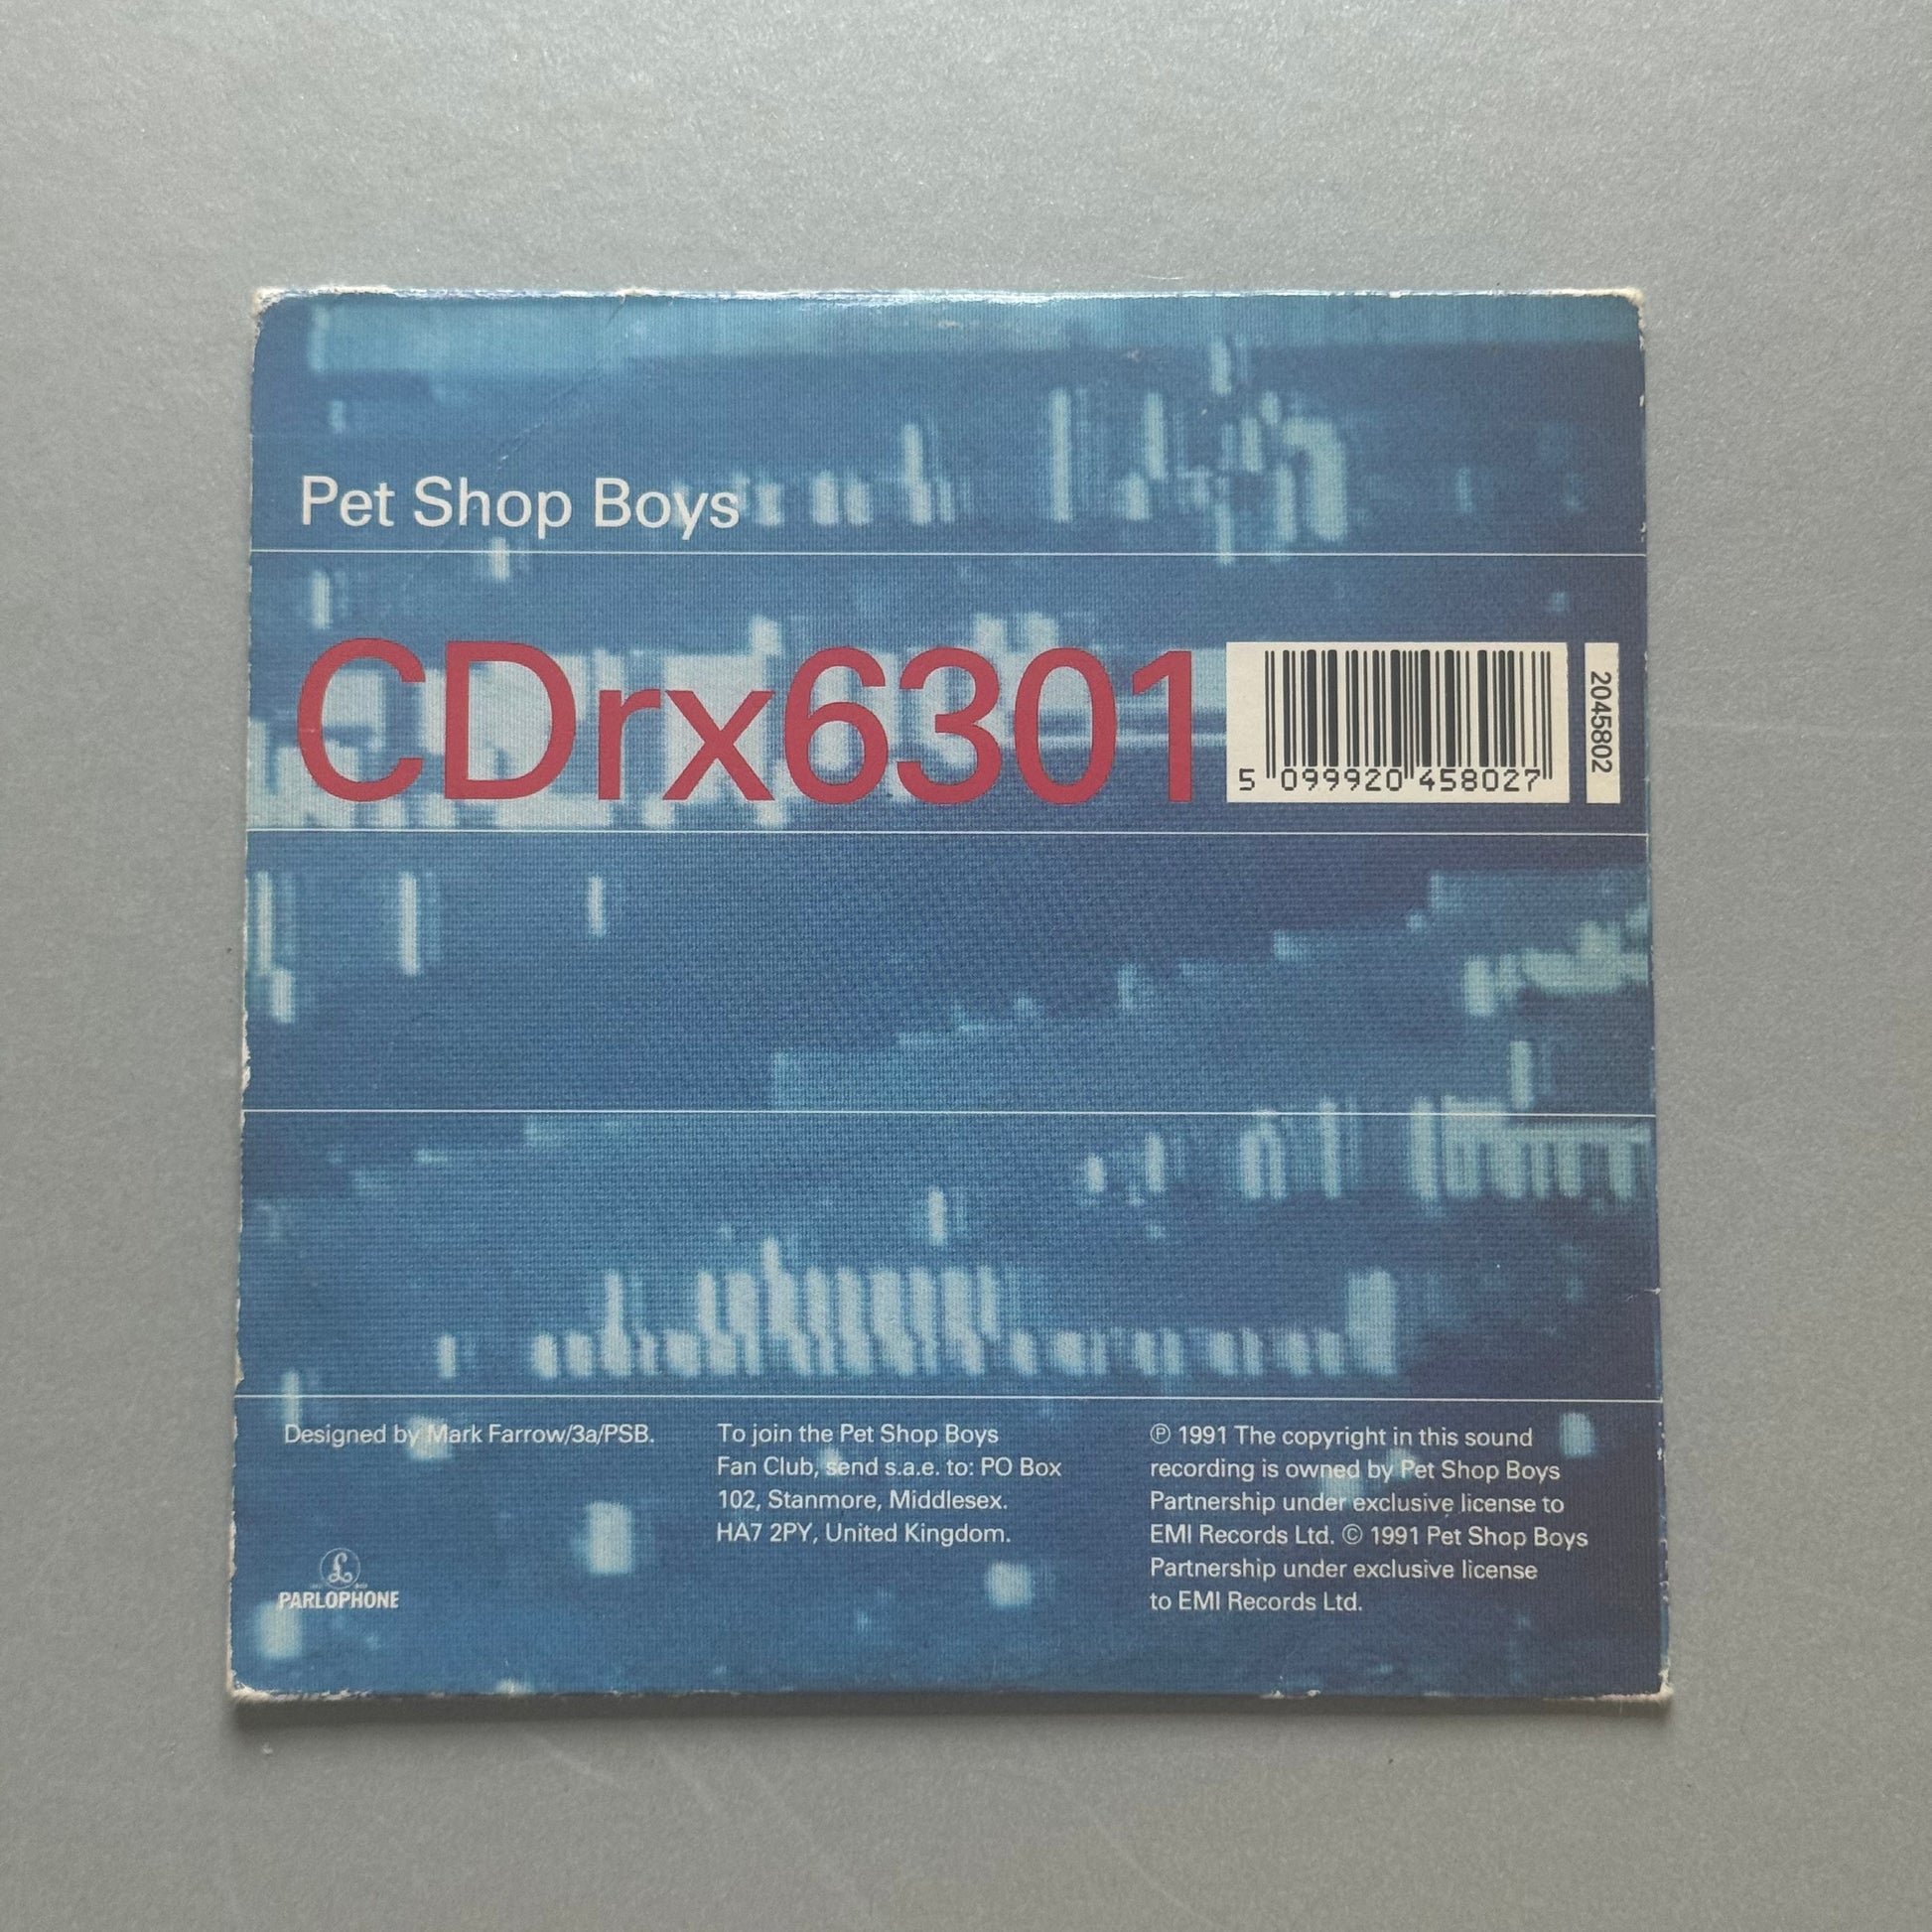 Pet Shop Boys
CDrx6301
5 099920 458027
2045802
Designed by Mark Farrow/3a/PSB.
To join the Pet Shop Boys
Fan Club, send s.a.e. to: PO Box
102, Stanmore, Middlesex.
HA7 2PY, United Kingdom.
℗ 1991 The copyright in this sound
recording is owned by Pet Shop Boys
Partnership under exclusive license to
EMI Records Ltd. © 1991 Pet Shop Boys
Partnership under exclusive license
to EMI Records Ltd.
£
PARLOPHONE